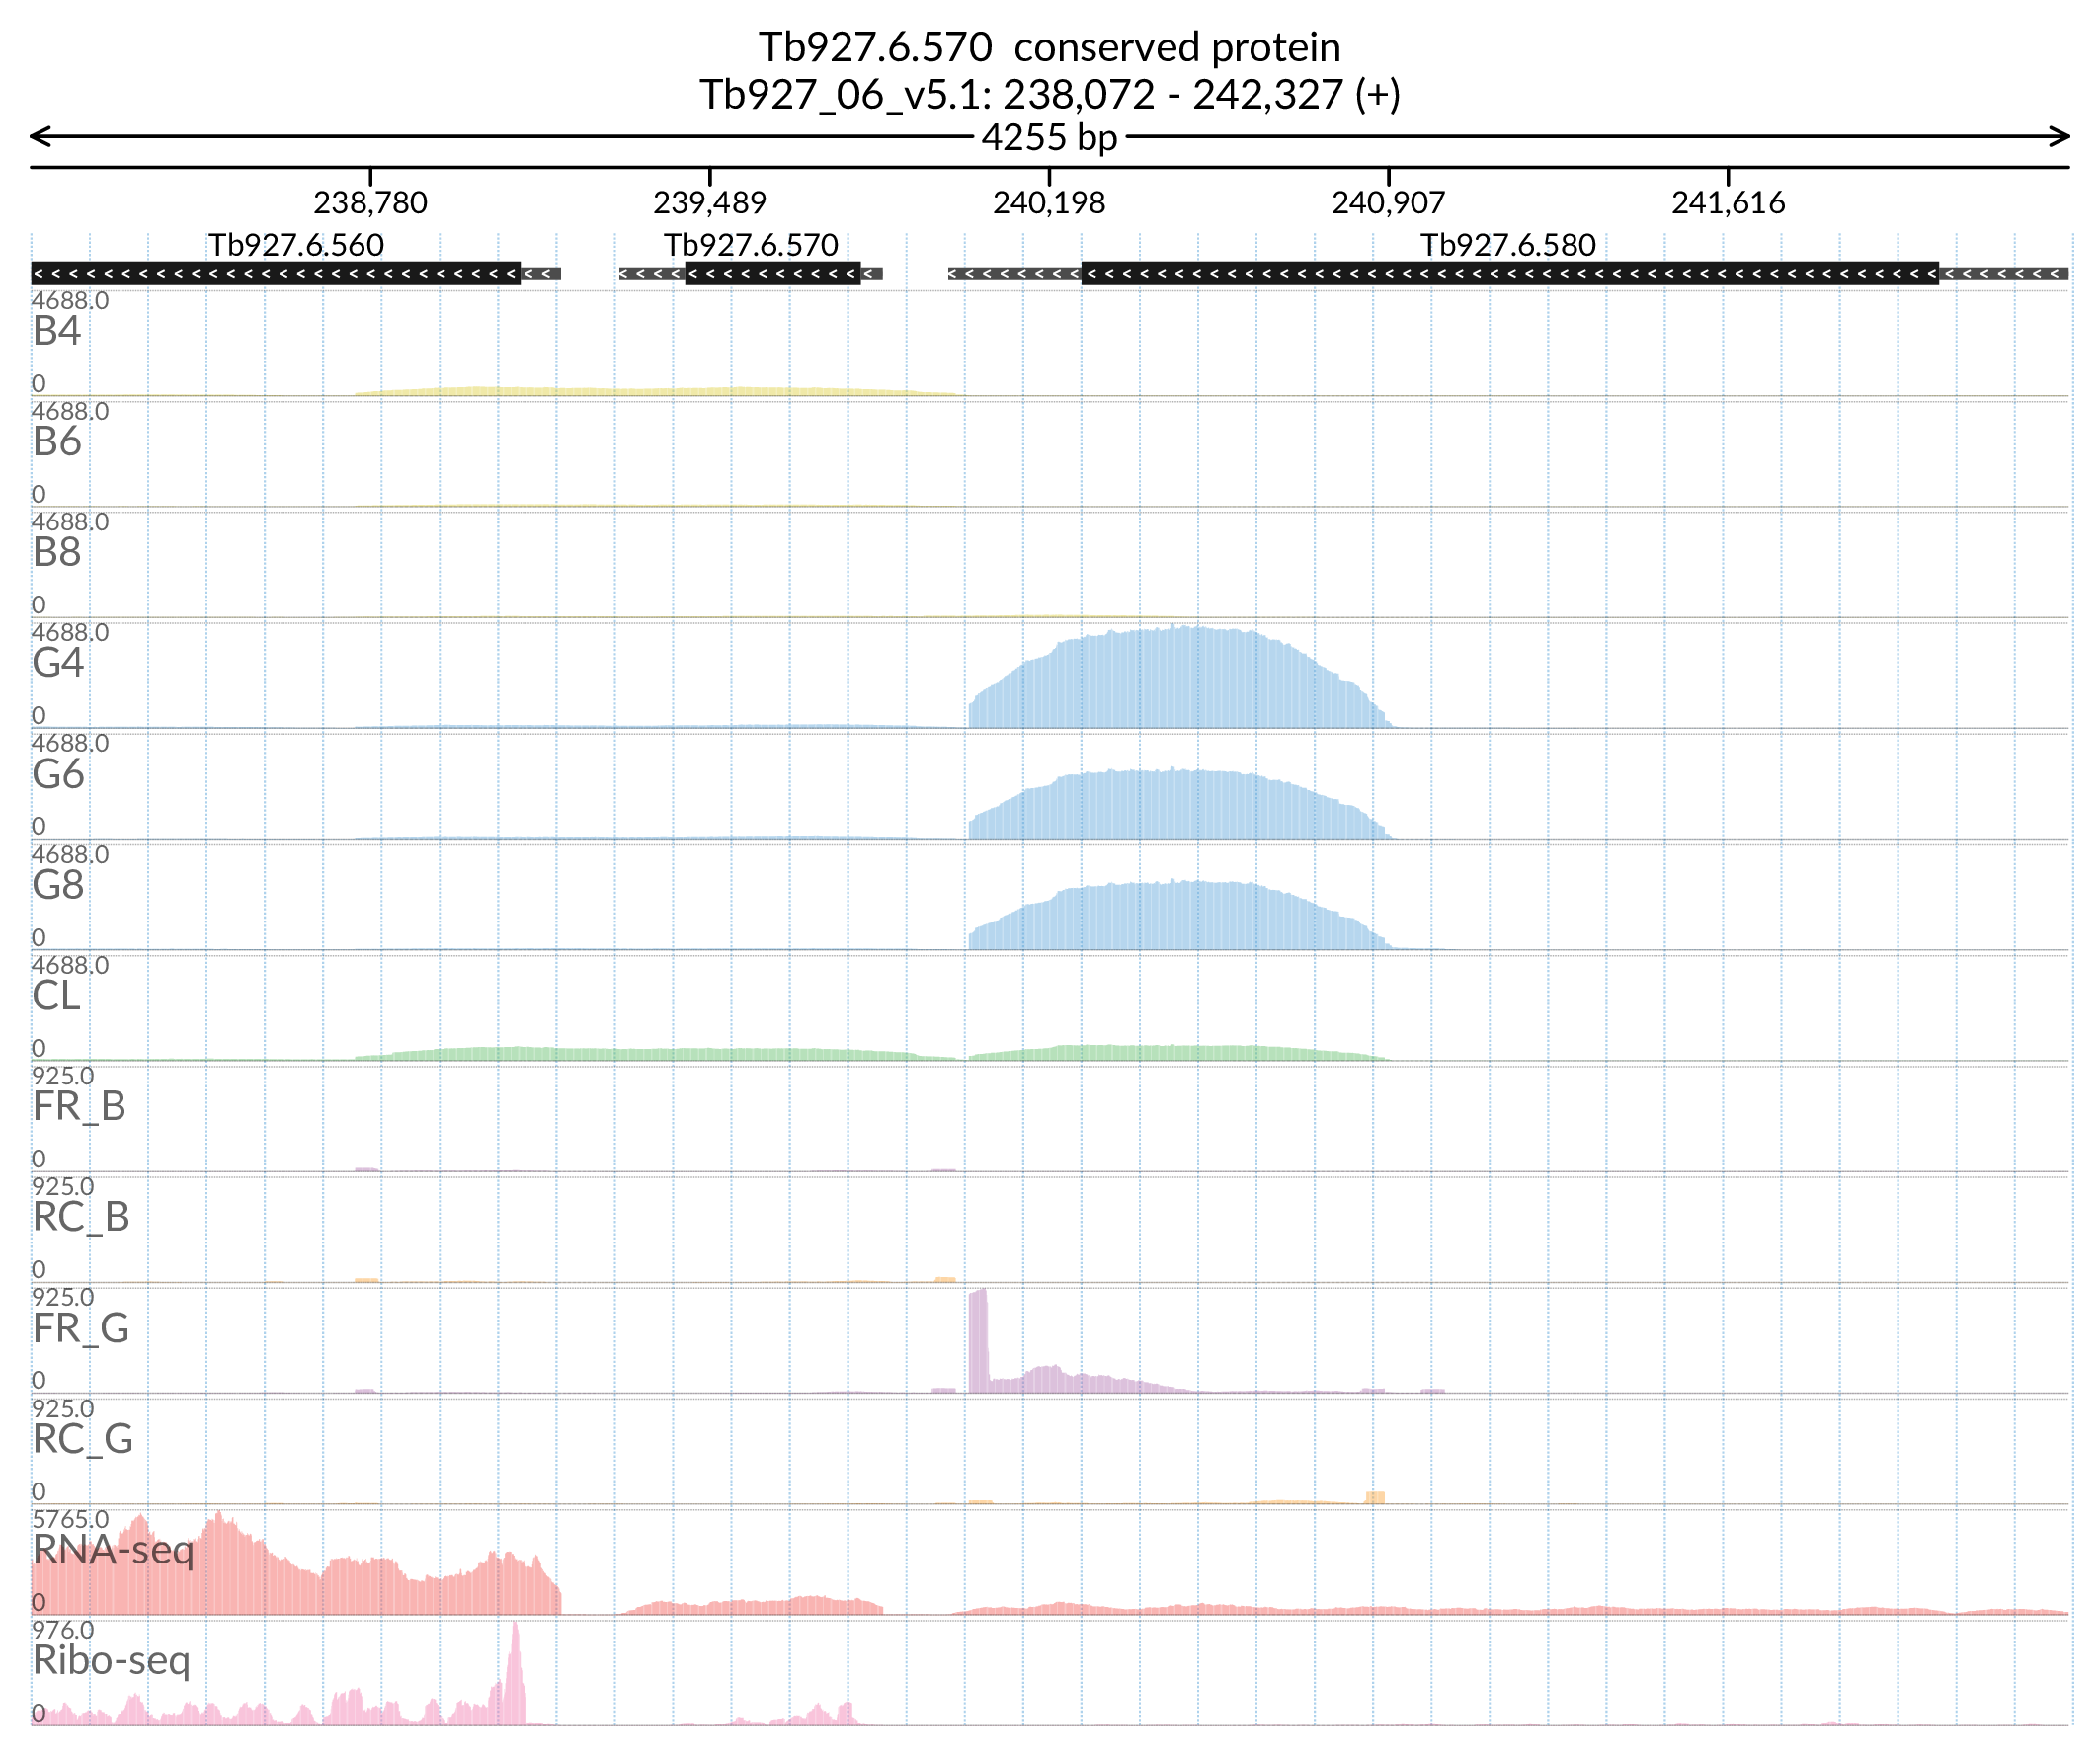 Tb927.6.570 conserved protein
Tb927_06_v5.1: 238,072 - 242,327 (+)
4255 bp
238,780 239,489 240,198 240,907 241,616
Tb927.6.560 Tb927.6.570 Tb927.6.580
4688.0
B4
0
4688.0
B6
0
4688.0
B8
0
4688.0
G4
0
4688.0
G6
0
4688.0
G8
0
4688.0
CL
0
925.0
FR_B
0
925.0
RC_B
0
925.0
FR_G
0
925.0
RC_G
0
5765.0
RNA-seq
0
976.0
Ribo-seq
0